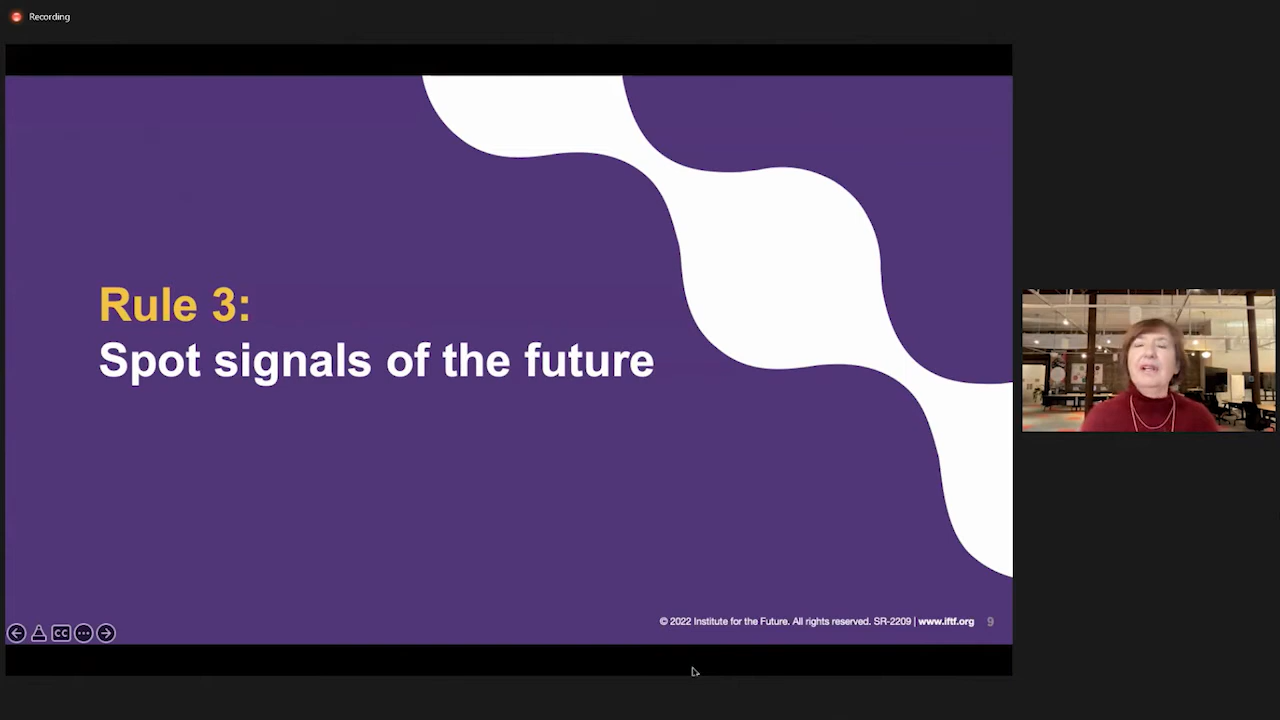 Recording
Rule 3:
Spot signals of the future
CC
© 2022 Institute for the Future. All rights reserved. SR-2209 | www.iftf.org 9